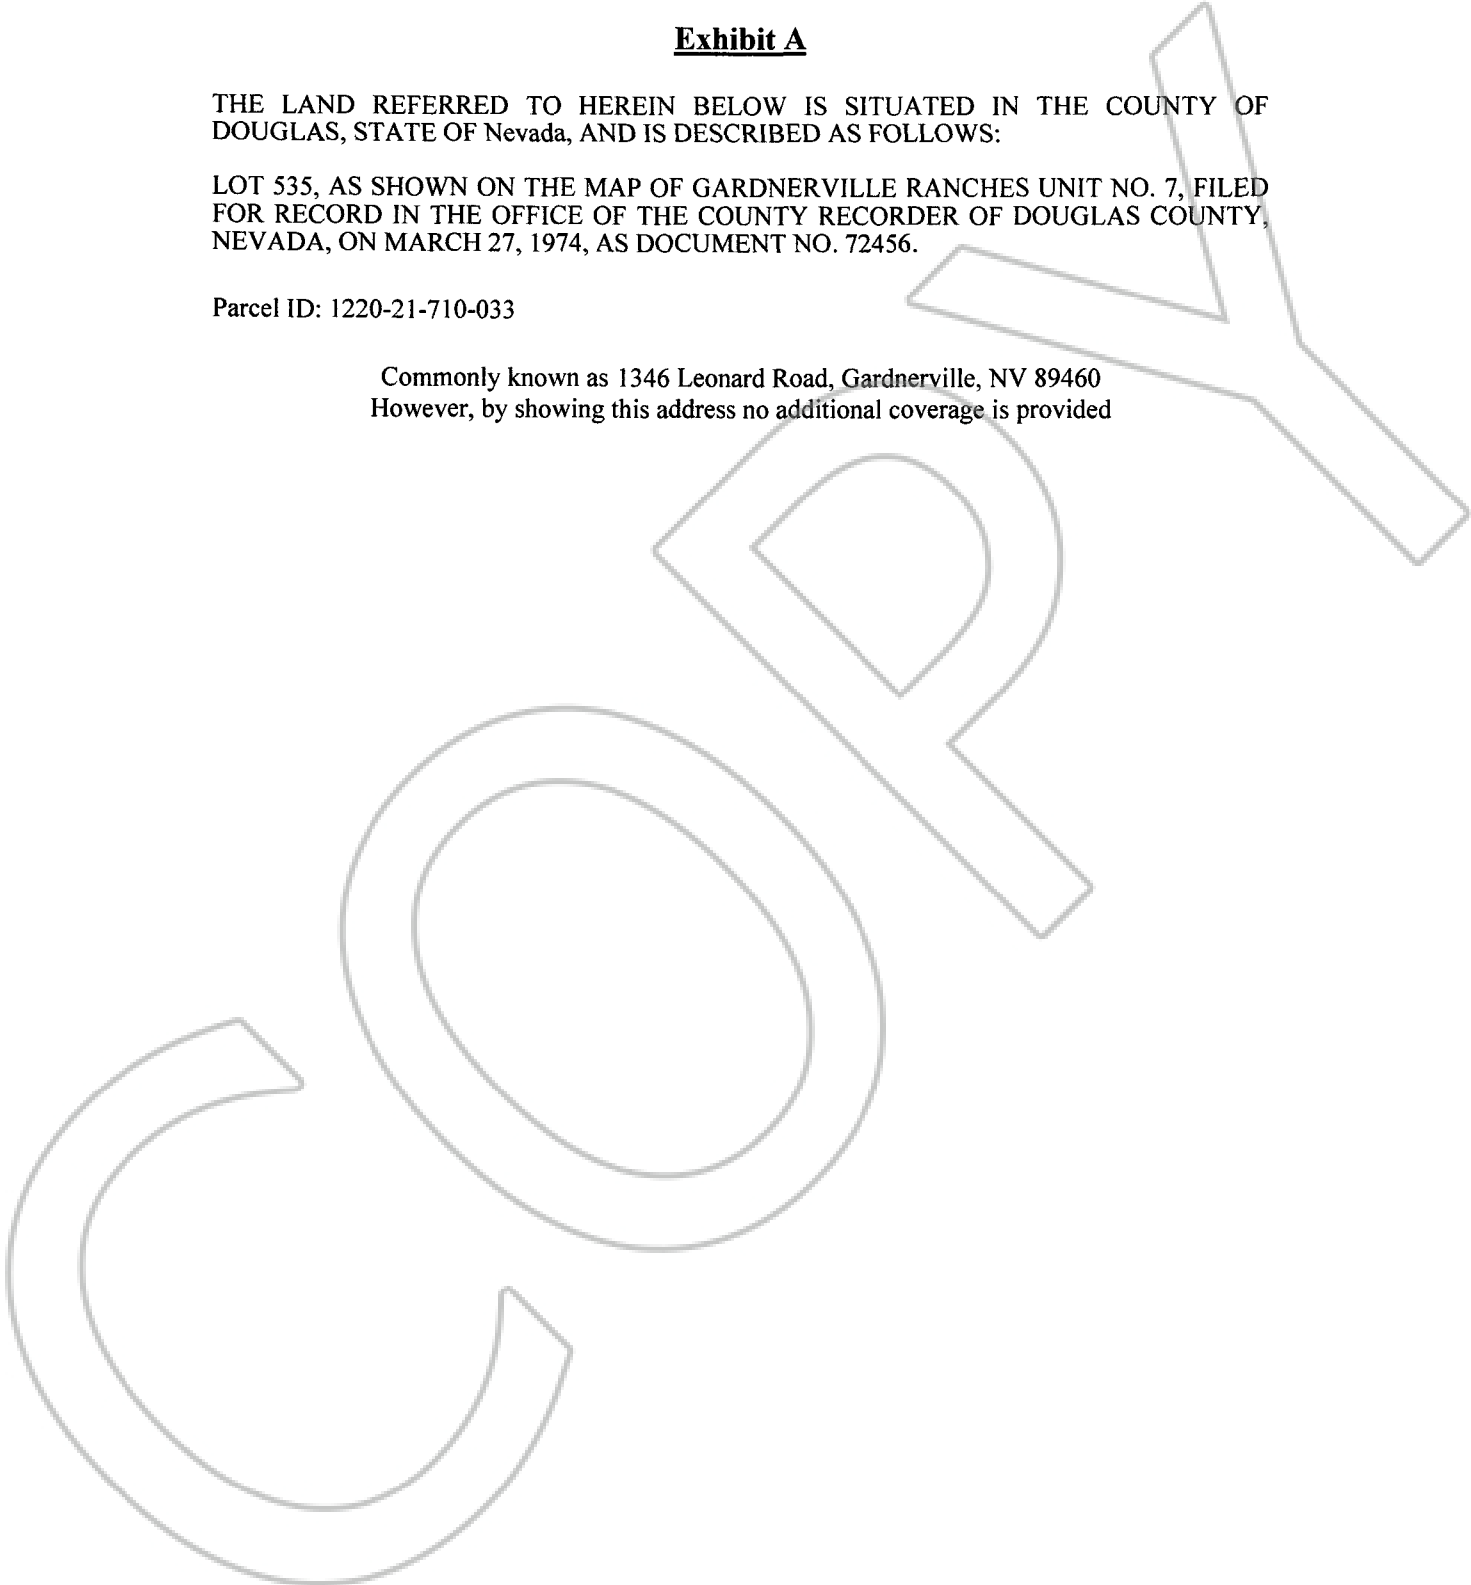 Exhibit A
THE LAND REFERRED TO HEREIN BELOW IS SITUATED IN THE COUNTY OF
DOUGLAS, STATE OF Nevada, AND IS DESCRIBED AS FOLLOWS:
LOT 535, AS SHOWN ON THE MAP OF GARDNERVILLE RANCHES UNIT NO. 7, FILED
FOR RECORD IN THE OFFICE OF THE COUNTY RECORDER OF DOUGLAS COUNTY,
NEVADA, ON MARCH 27, 1974, AS DOCUMENT NO. 72456.
Parcel ID: 1220-21-710-033
Commonly known as 1346 Leonard Road, Gardnerville, NV 89460
However, by showing this address no additional coverage is provided
COPY